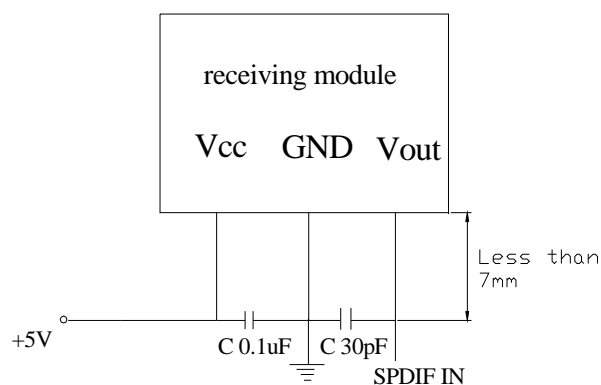 receiving module
Vcc GND Vout
Less than
7mm
+5V
C 0.1uF C 30pF
SPDIF IN